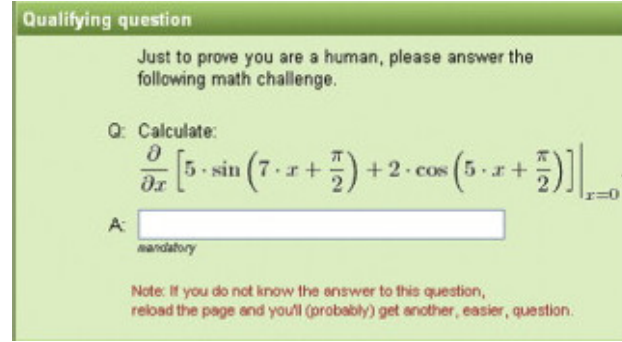 Qualifying question
Just to prove you are a human, please answer the
following math challenge.
Q: Calculate:
∂/∂x [5 · sin (7 · x + π/2) + 2 · cos (5 · x + π/2)]|x=0
A:
mandatory
Note: If you do not know the answer to this question,
reload the page and you'll (probably) get another, easier, question.